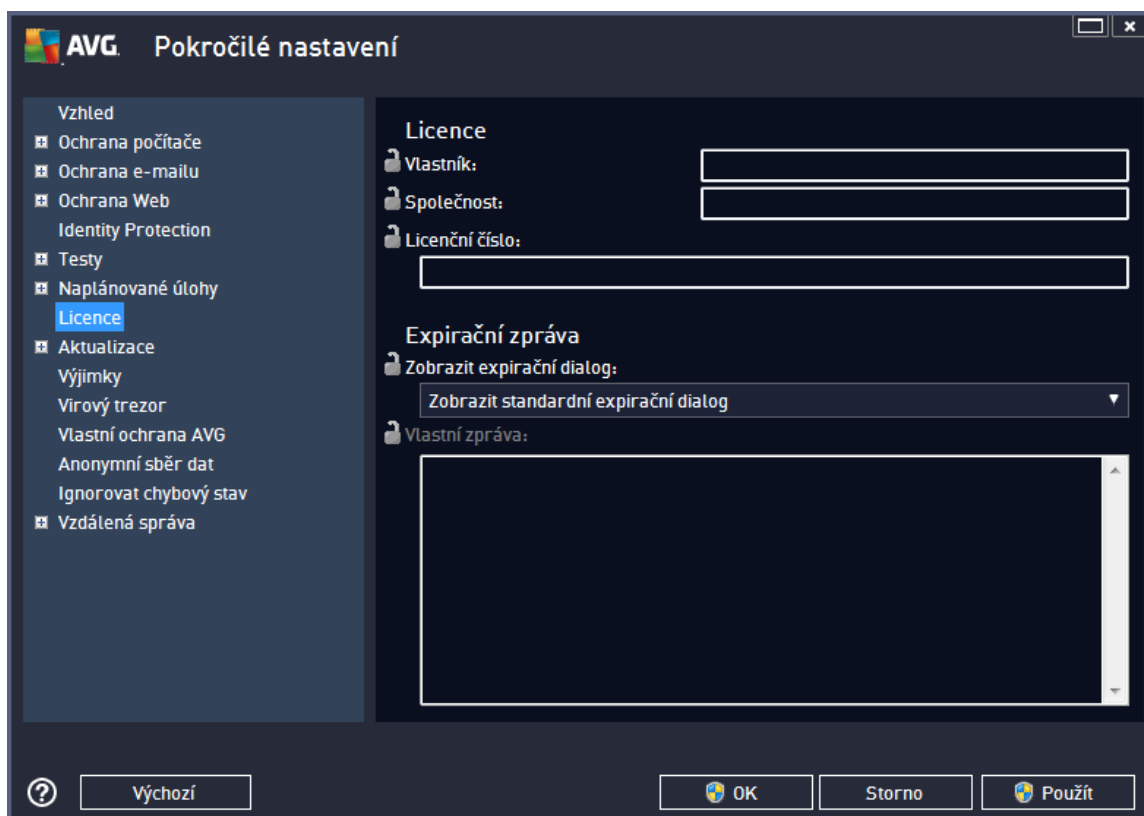 AVG. Pokročilé nastavení
Vzhled
Ochrana počítače
Ochrana e-mailu
Ochrana Web
Identity Protection
Testy
Naplánované úlohy
Licence
Aktualizace
Výjimky
Virový trezor
Vlastní ochrana AVG
Anonymní sběr dat
Ignorovat chybový stav
Vzdálená správa
Licence
Vlastník:
Společnost:
Licenční číslo:
Expirační zpráva
Zobrazit expirační dialog:
Zobrazit standardní expirační dialog
Vlastní zpráva:
Výchozí
OK
Storno
Použít